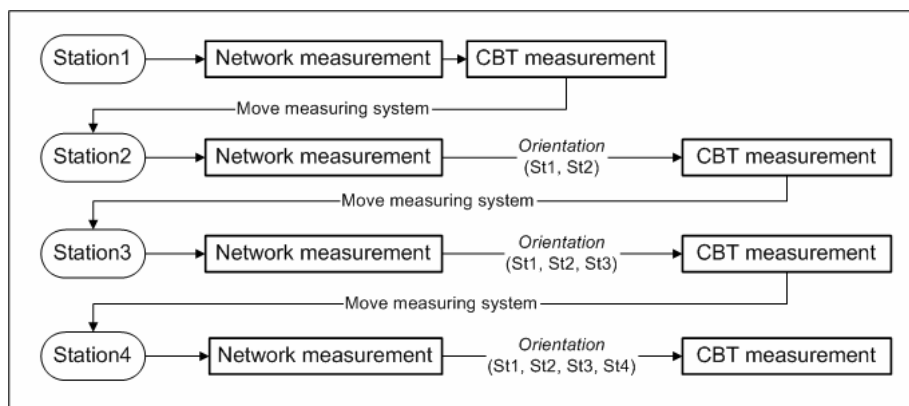 Station1
Network measurement
CBT measurement
Move measuring system
Station2
Network measurement
Orientation
(St1, St2)
CBT measurement
Move measuring system
Station3
Network measurement
Orientation
(St1, St2, St3)
CBT measurement
Move measuring system
Station4
Network measurement
Orientation
(St1, St2, St3, St4)
CBT measurement